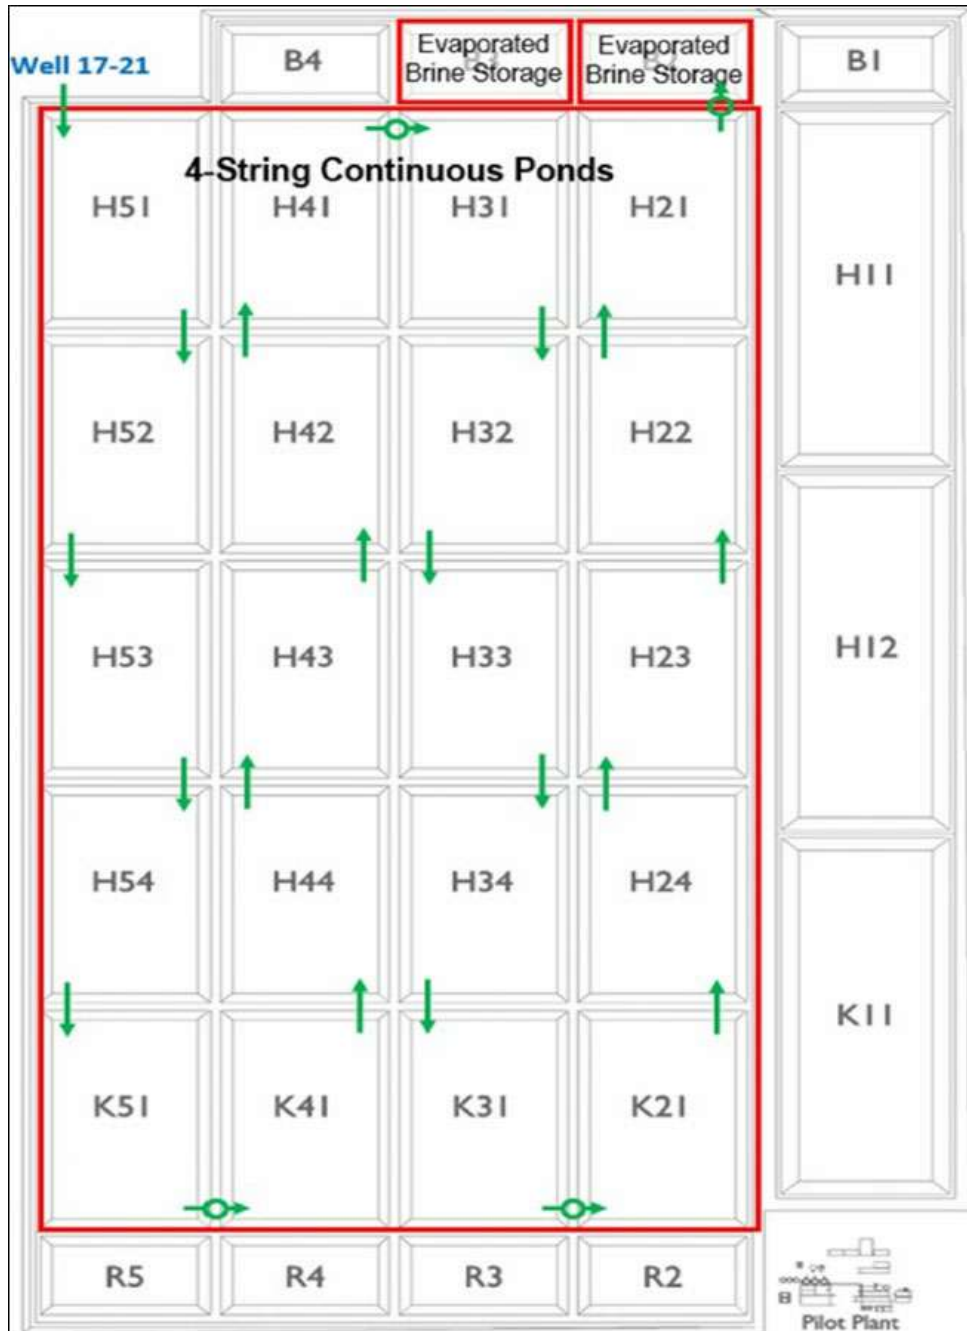 Well 17-21
B4
Evaporated
Brine Storage
Evaporated
Brine Storage
B1
4-String Continuous Ponds
H51
H41
H31
H21
H11
H52
H42
H32
H22
H53
H43
H33
H23
H12
H54
H44
H34
H24
K11
K51
K41
K31
K21
R5
R4
R3
R2
Pilot Plant